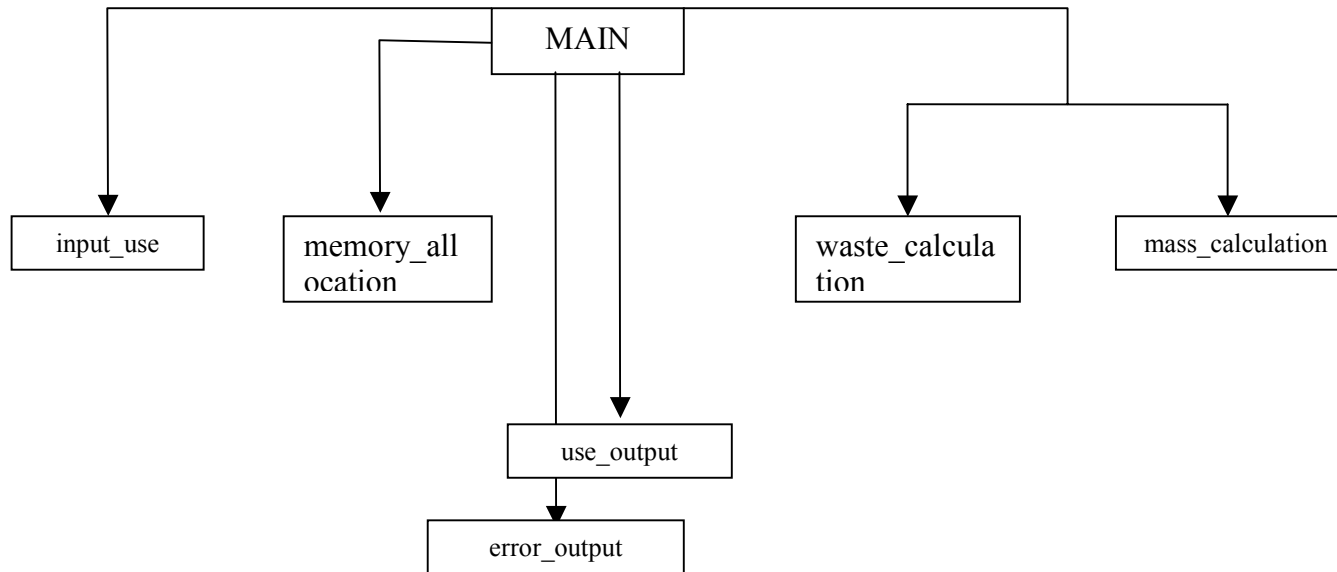 MAIN
input_use
memory_all
ocation
waste_calcula
tion
mass_calculation
use_output
error_output